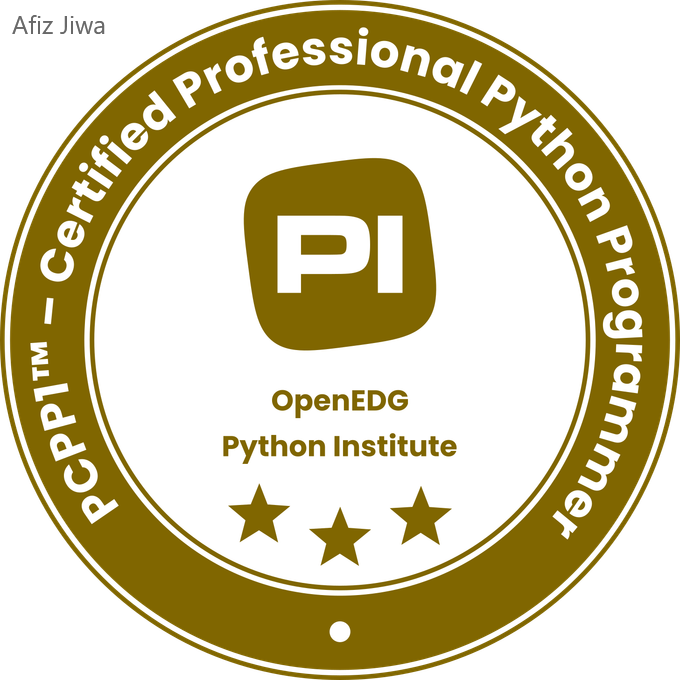 Afiz Jiwa
PCPP1™ – Certified Professional Python Programmer
PI
OpenEDG
Python Institute